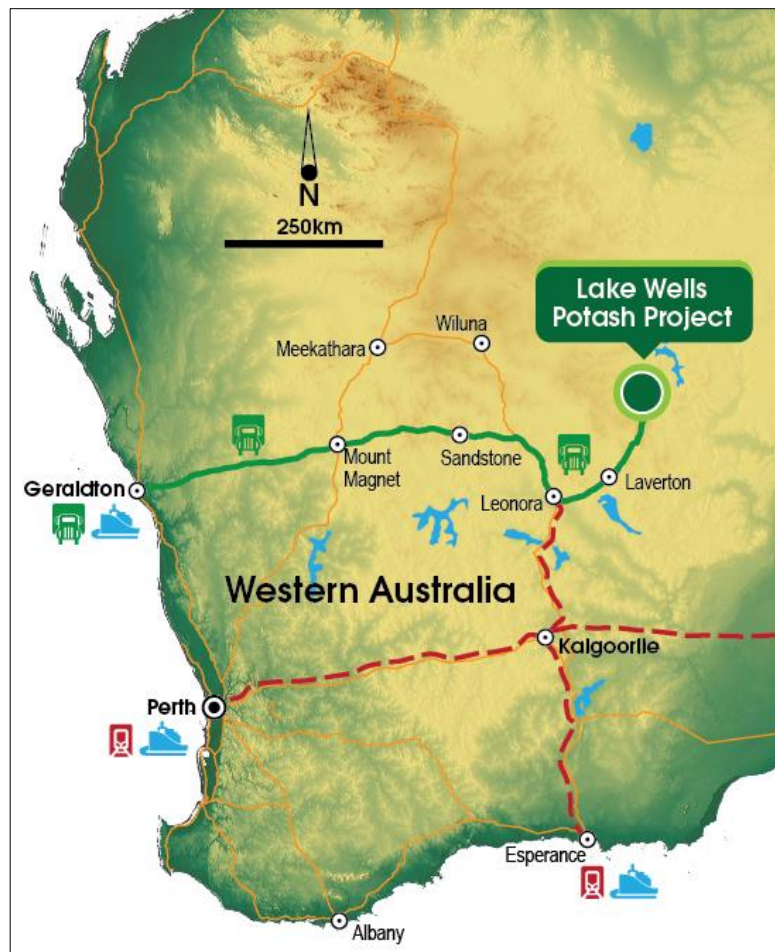 N
250km
Lake Wells
Potash Project
Wiluna
Meekathara
Mount
Magnet
Sandstone
Laverton
Geraldton
Leonora
Western Australia
Kalgoorlie
Perth
Esperance
Albany